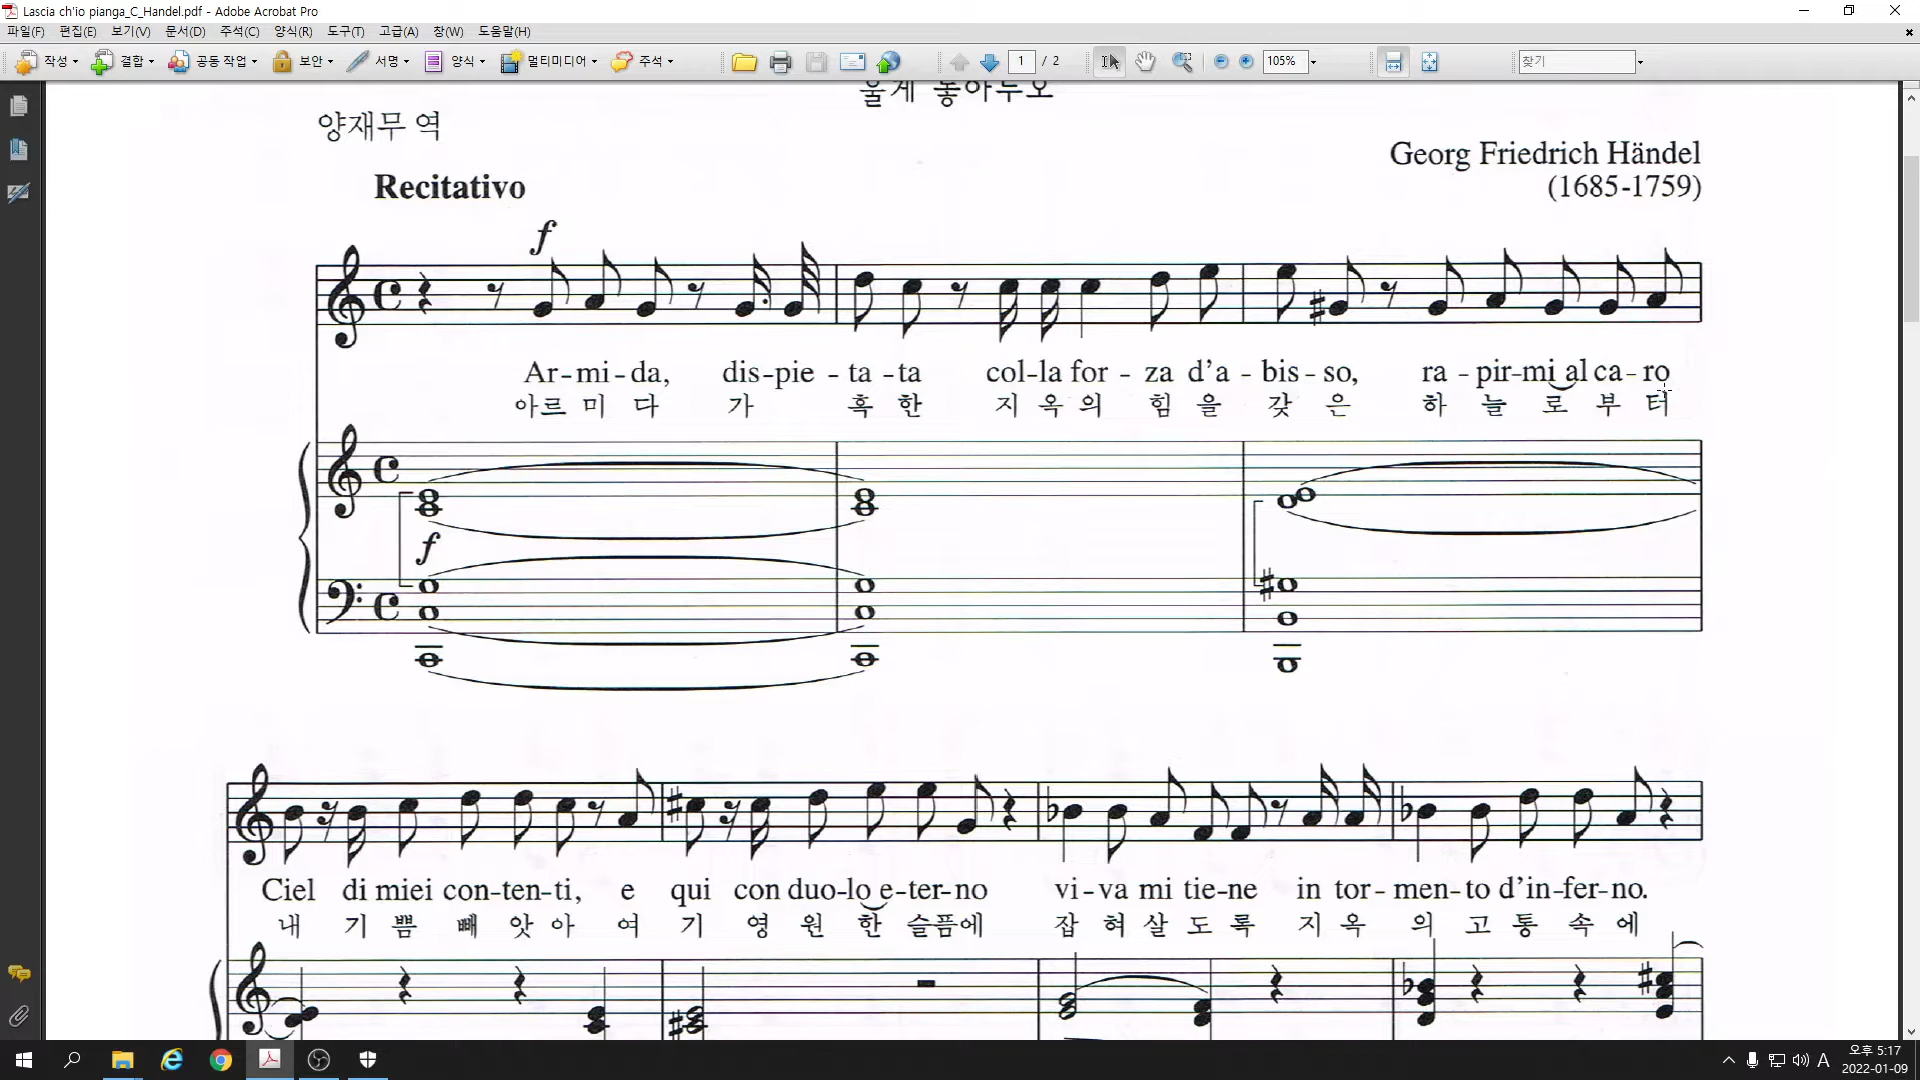 Lascia ch'io pianga_C_Handel.pdf - Adobe Acrobat Pro
파일(F) 편집(E) 보기(V) 문서(D) 주석(C) 양식(R) 도구(T) 고급(A) 창(W) 도움말(H)
작성 결합 공동 작업 보안 서명 양식 멀티미디어 주석 1 / 2 105% 찾기
울게 놓아두오
양재무 역
Georg Friedrich Händel
(1685-1759)
Recitativo
f
Ar-mi-da, dis-pie-ta-ta col-la for-za d'a-bis-so, ra-pir-mi al ca-ro
아르 미 다 가 혹 한 지 옥 의 힘 을 갖 은 하 늘 로 부 터
f
Ciel di miei con-ten-ti, e qui con duo-lo e-ter-no vi-va mi tie-ne in tor-men-to d'in-fer-no.
내 기 쁨 빼 앗 아 여 기 영 원 한 슬픔에 잡 혀 살 도 록 지 옥 의 고 통 속 에
A 오후 5:17
2022-01-09